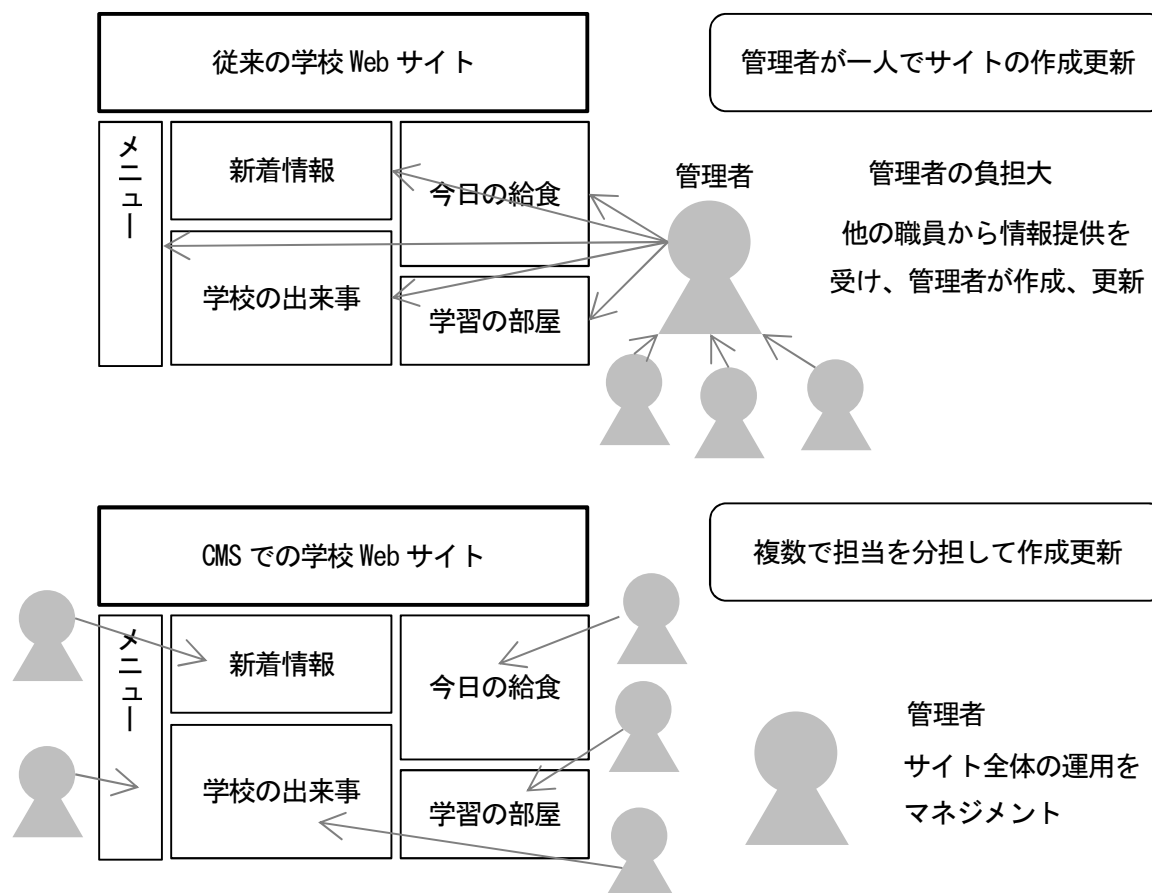 従来の学校 Web サイト
管理者が一人でサイトの作成更新
メニュー
新着情報
今日の給食
学校の出来事
学習の部屋
管理者
管理者の負担大
他の職員から情報提供を
受け、管理者が作成、更新
CMS での学校 Web サイト
複数で担当を分担して作成更新
メニュー
新着情報
今日の給食
学校の出来事
学習の部屋
管理者
サイト全体の運用を
マネジメント